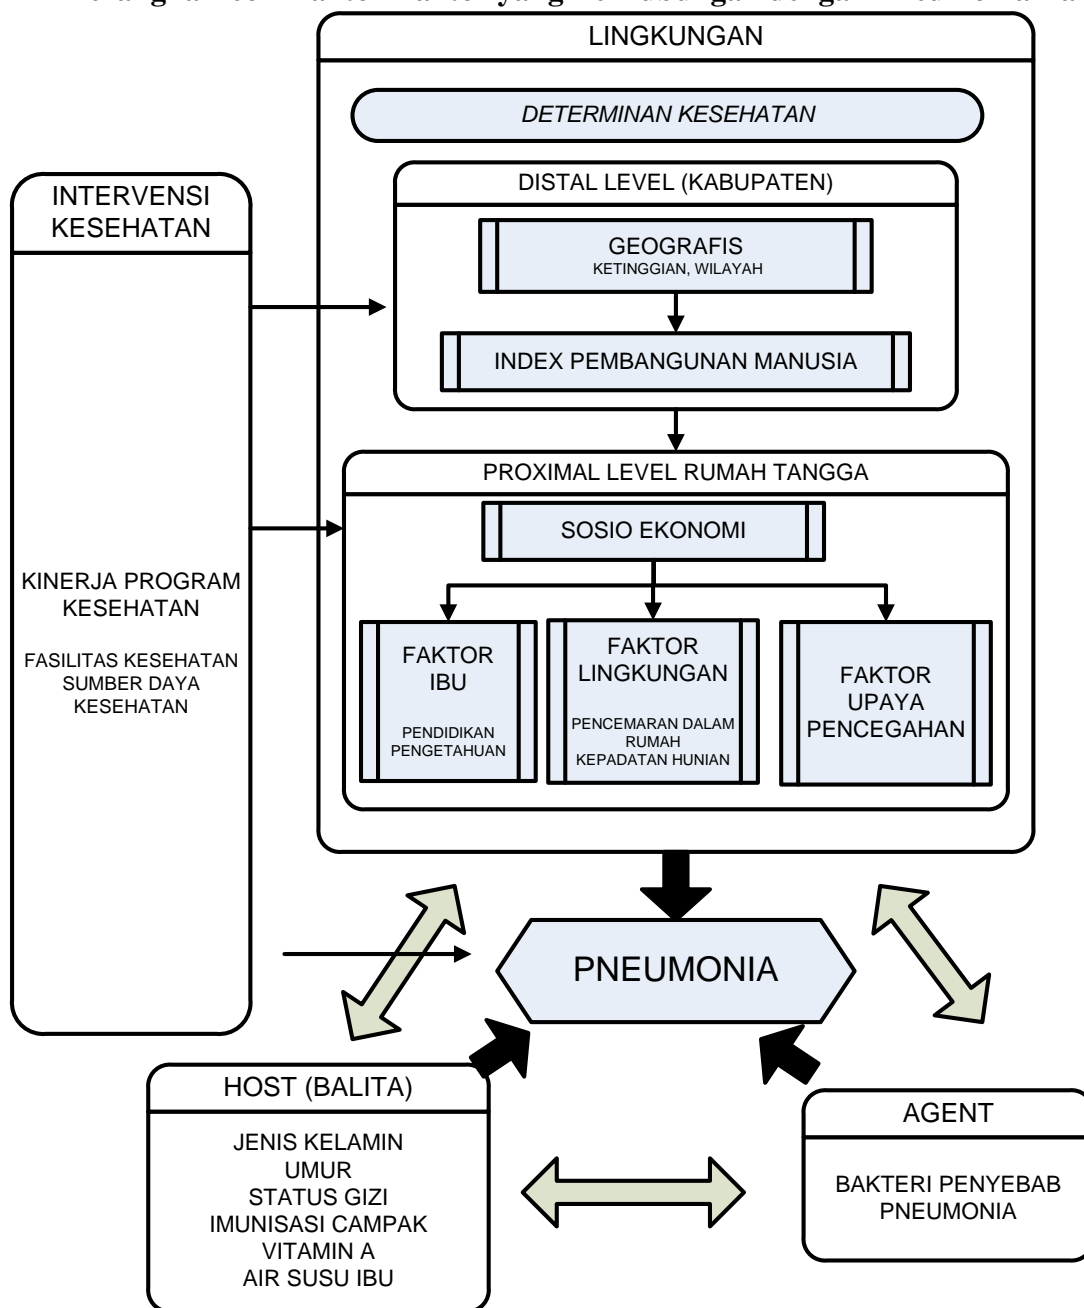 LINGKUNGAN
DETERMINAN KESEHATAN
INTERVENSI
KESEHATAN
DISTAL LEVEL (KABUPATEN)
GEOGRAFIS
KETINGGIAN, WILAYAH
INDEX PEMBANGUNAN MANUSIA
PROXIMAL LEVEL RUMAH TANGGA
SOSIO EKONOMI
KINERJA PROGRAM
KESEHATAN
FASILITAS KESEHATAN
SUMBER DAYA
KESEHATAN
FAKTOR
IBU
PENDIDIKAN
PENGETAHUAN
FAKTOR
LINGKUNGAN
PENCEMARAN DALAM
RUMAH
KEPADATAN HUNIAN
FAKTOR
UPAYA
PENCEGAHAN
PNEUMONIA
HOST (BALITA)
JENIS KELAMIN
UMUR
STATUS GIZI
IMUNISASI CAMPAK
VITAMIN A
AIR SUSU IBU
AGENT
BAKTERI PENYEBAB
PNEUMONIA